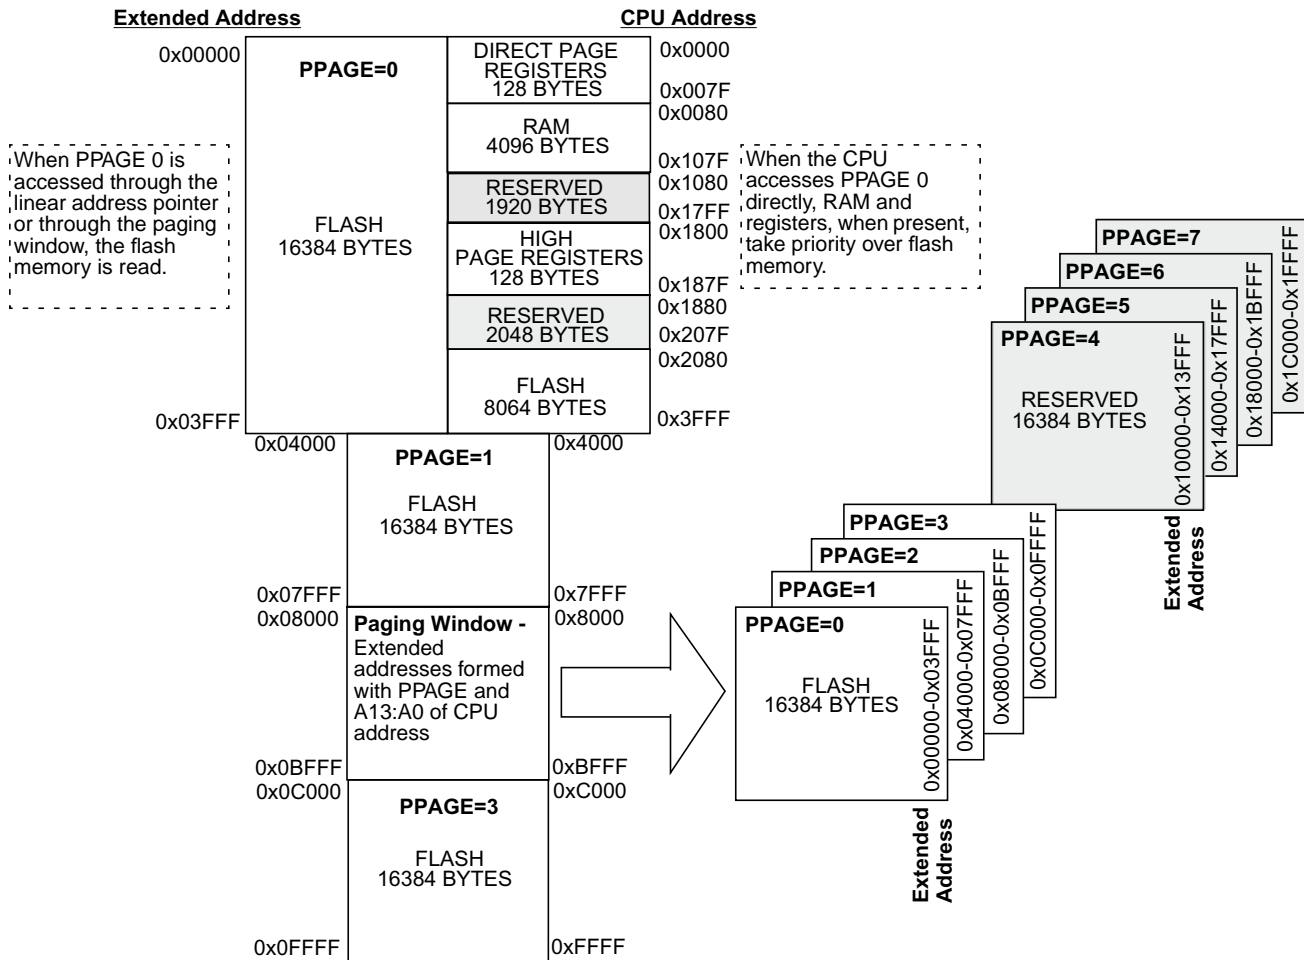 Extended Address
CPU Address
0x00000
PPAGE=0
FLASH
16384 BYTES
0x03FFF
DIRECT PAGE
REGISTERS
128 BYTES
0x0000
0x007F
RAM
4096 BYTES
0x0080
0x107F
RESERVED
1920 BYTES
0x1080
0x17FF
HIGH
PAGE REGISTERS
128 BYTES
0x1800
0x187F
RESERVED
2048 BYTES
0x1880
0x207F
FLASH
8064 BYTES
0x2080
0x3FFF
When PPAGE 0 is
accessed through the
linear address pointer
or through the paging
window, the flash
memory is read.
When the CPU
accesses PPAGE 0
directly, RAM and
registers, when present,
take priority over flash
memory.
0x04000
PPAGE=1
0x4000
FLASH
16384 BYTES
0x07FFF
0x7FFF
0x08000
Paging Window -
0x8000
Extended
addresses formed
with PPAGE and
A13:A0 of CPU
address
0x0BFFF
0xBFFF
0x0C000
PPAGE=3
0xC000
FLASH
16384 BYTES
0x0FFFF
0xFFFF
PPAGE=7
0x1C000-0x1FFFF
PPAGE=6
0x18000-0x1BFFF
PPAGE=5
0x14000-0x17FFF
PPAGE=4
0x10000-0x13FFF
RESERVED
16384 BYTES
Extended
Address
PPAGE=3
0x0C000-0x0FFFF
PPAGE=2
0x08000-0x0BFFF
PPAGE=1
0x04000-0x07FFF
PPAGE=0
0x00000-0x03FFF
FLASH
16384 BYTES
Extended
Address